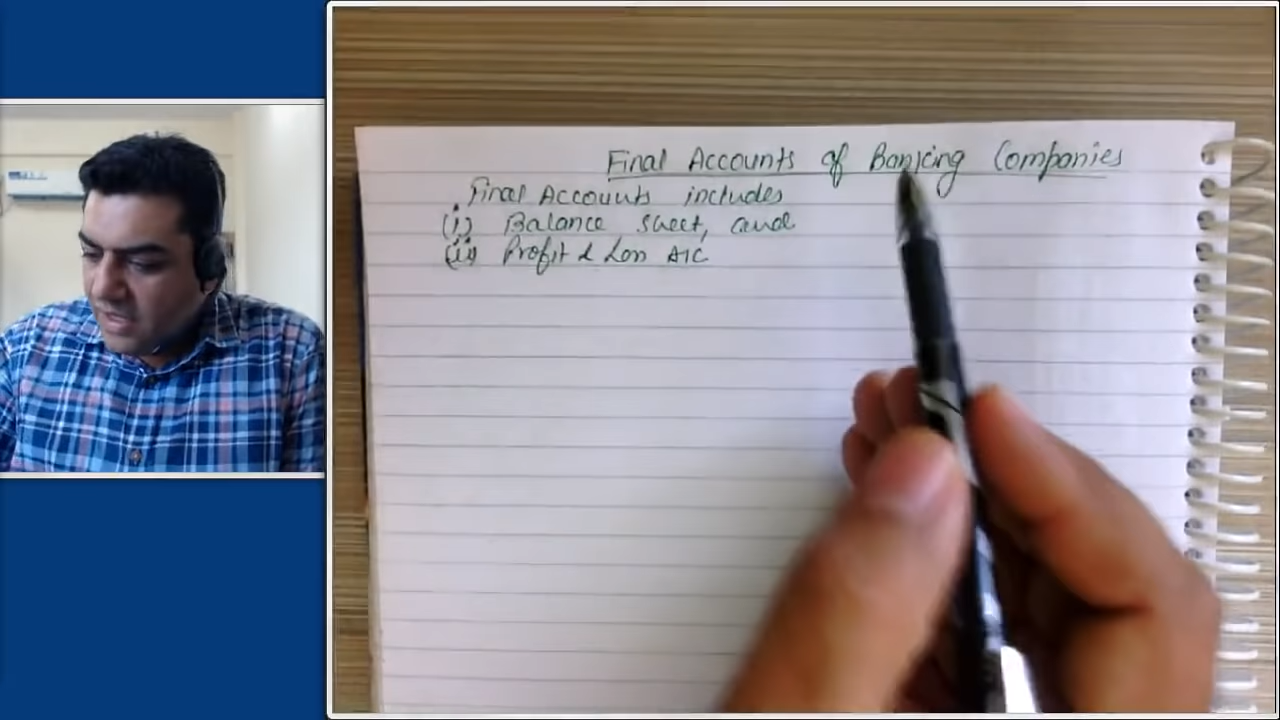 Final Accounts of Banking Companies
Final Accounts includes
(i) Balance Sheet, and
(ii) Profit & Loss A/C